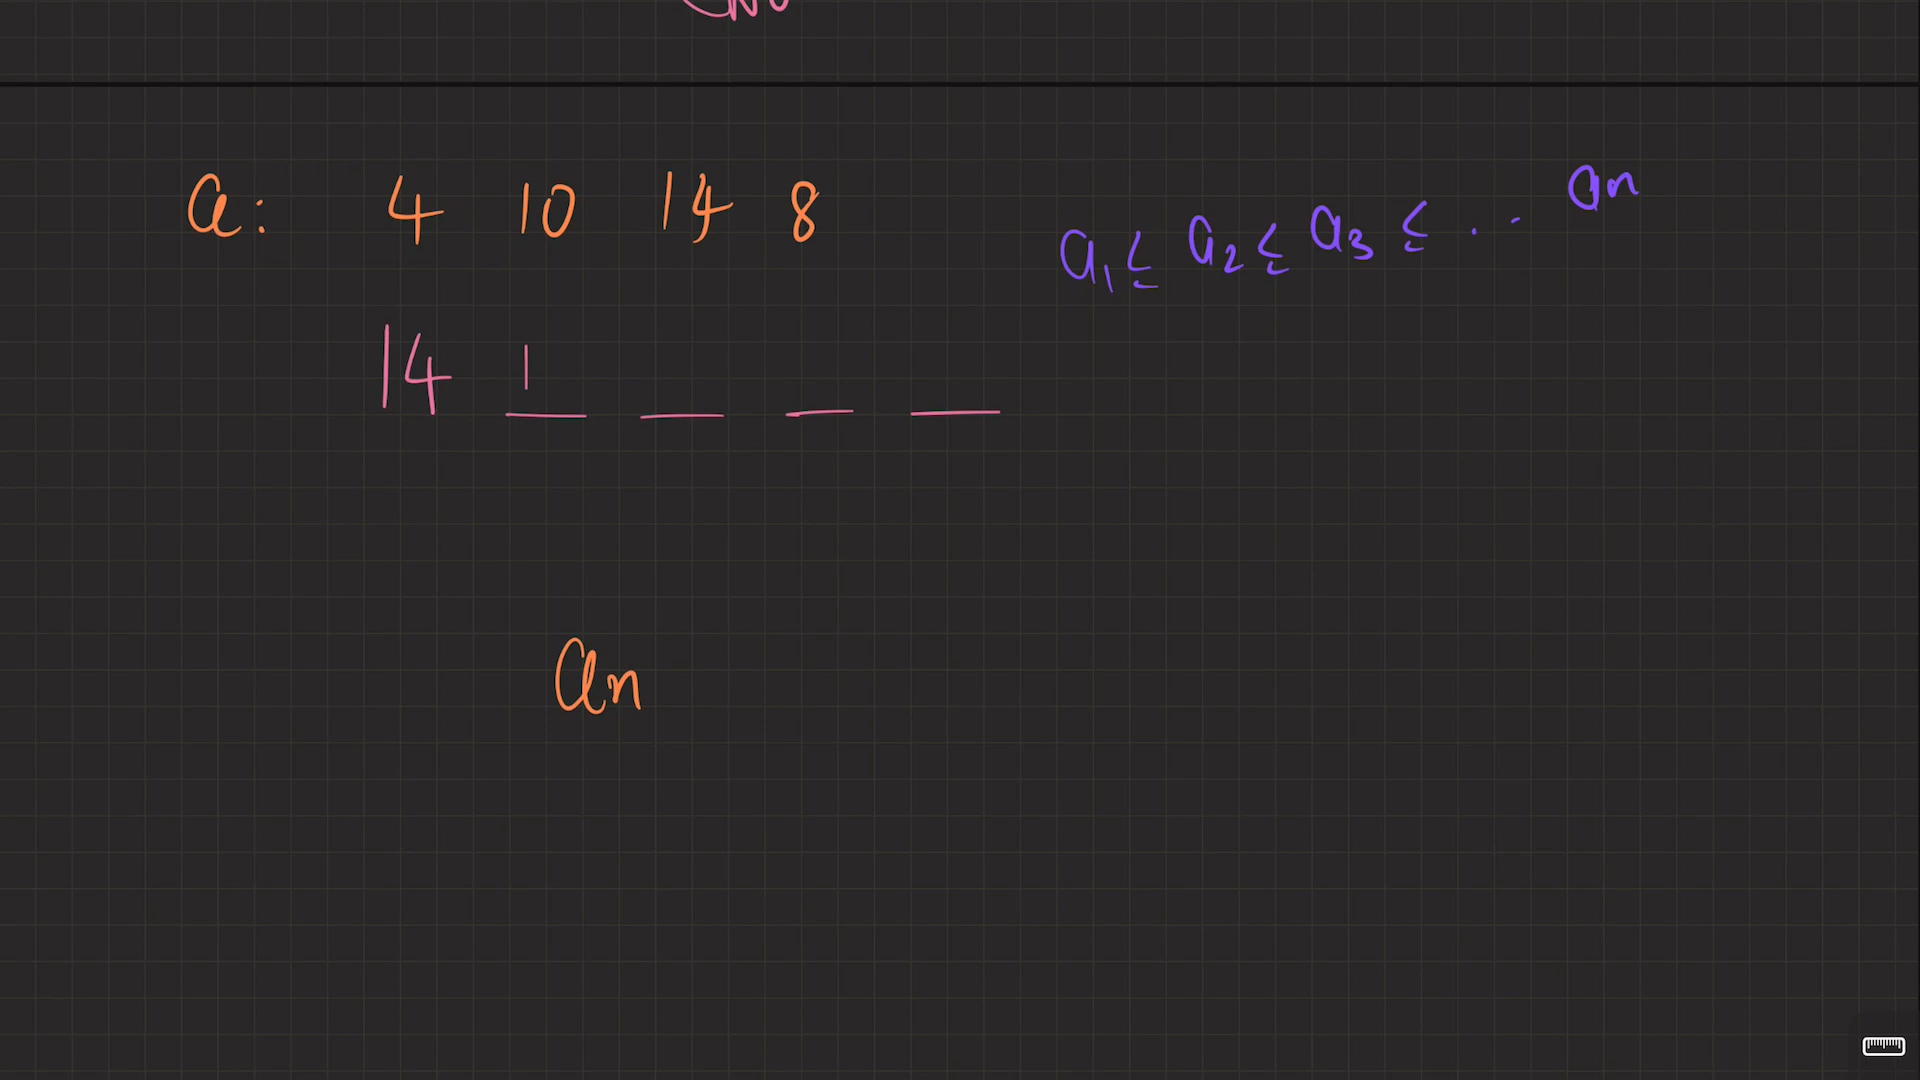 a: 4 10 14 8
a₁ ≤ a₂ ≤ a₃ ≤ ... aₙ
14 1 _ _ _
aₙ